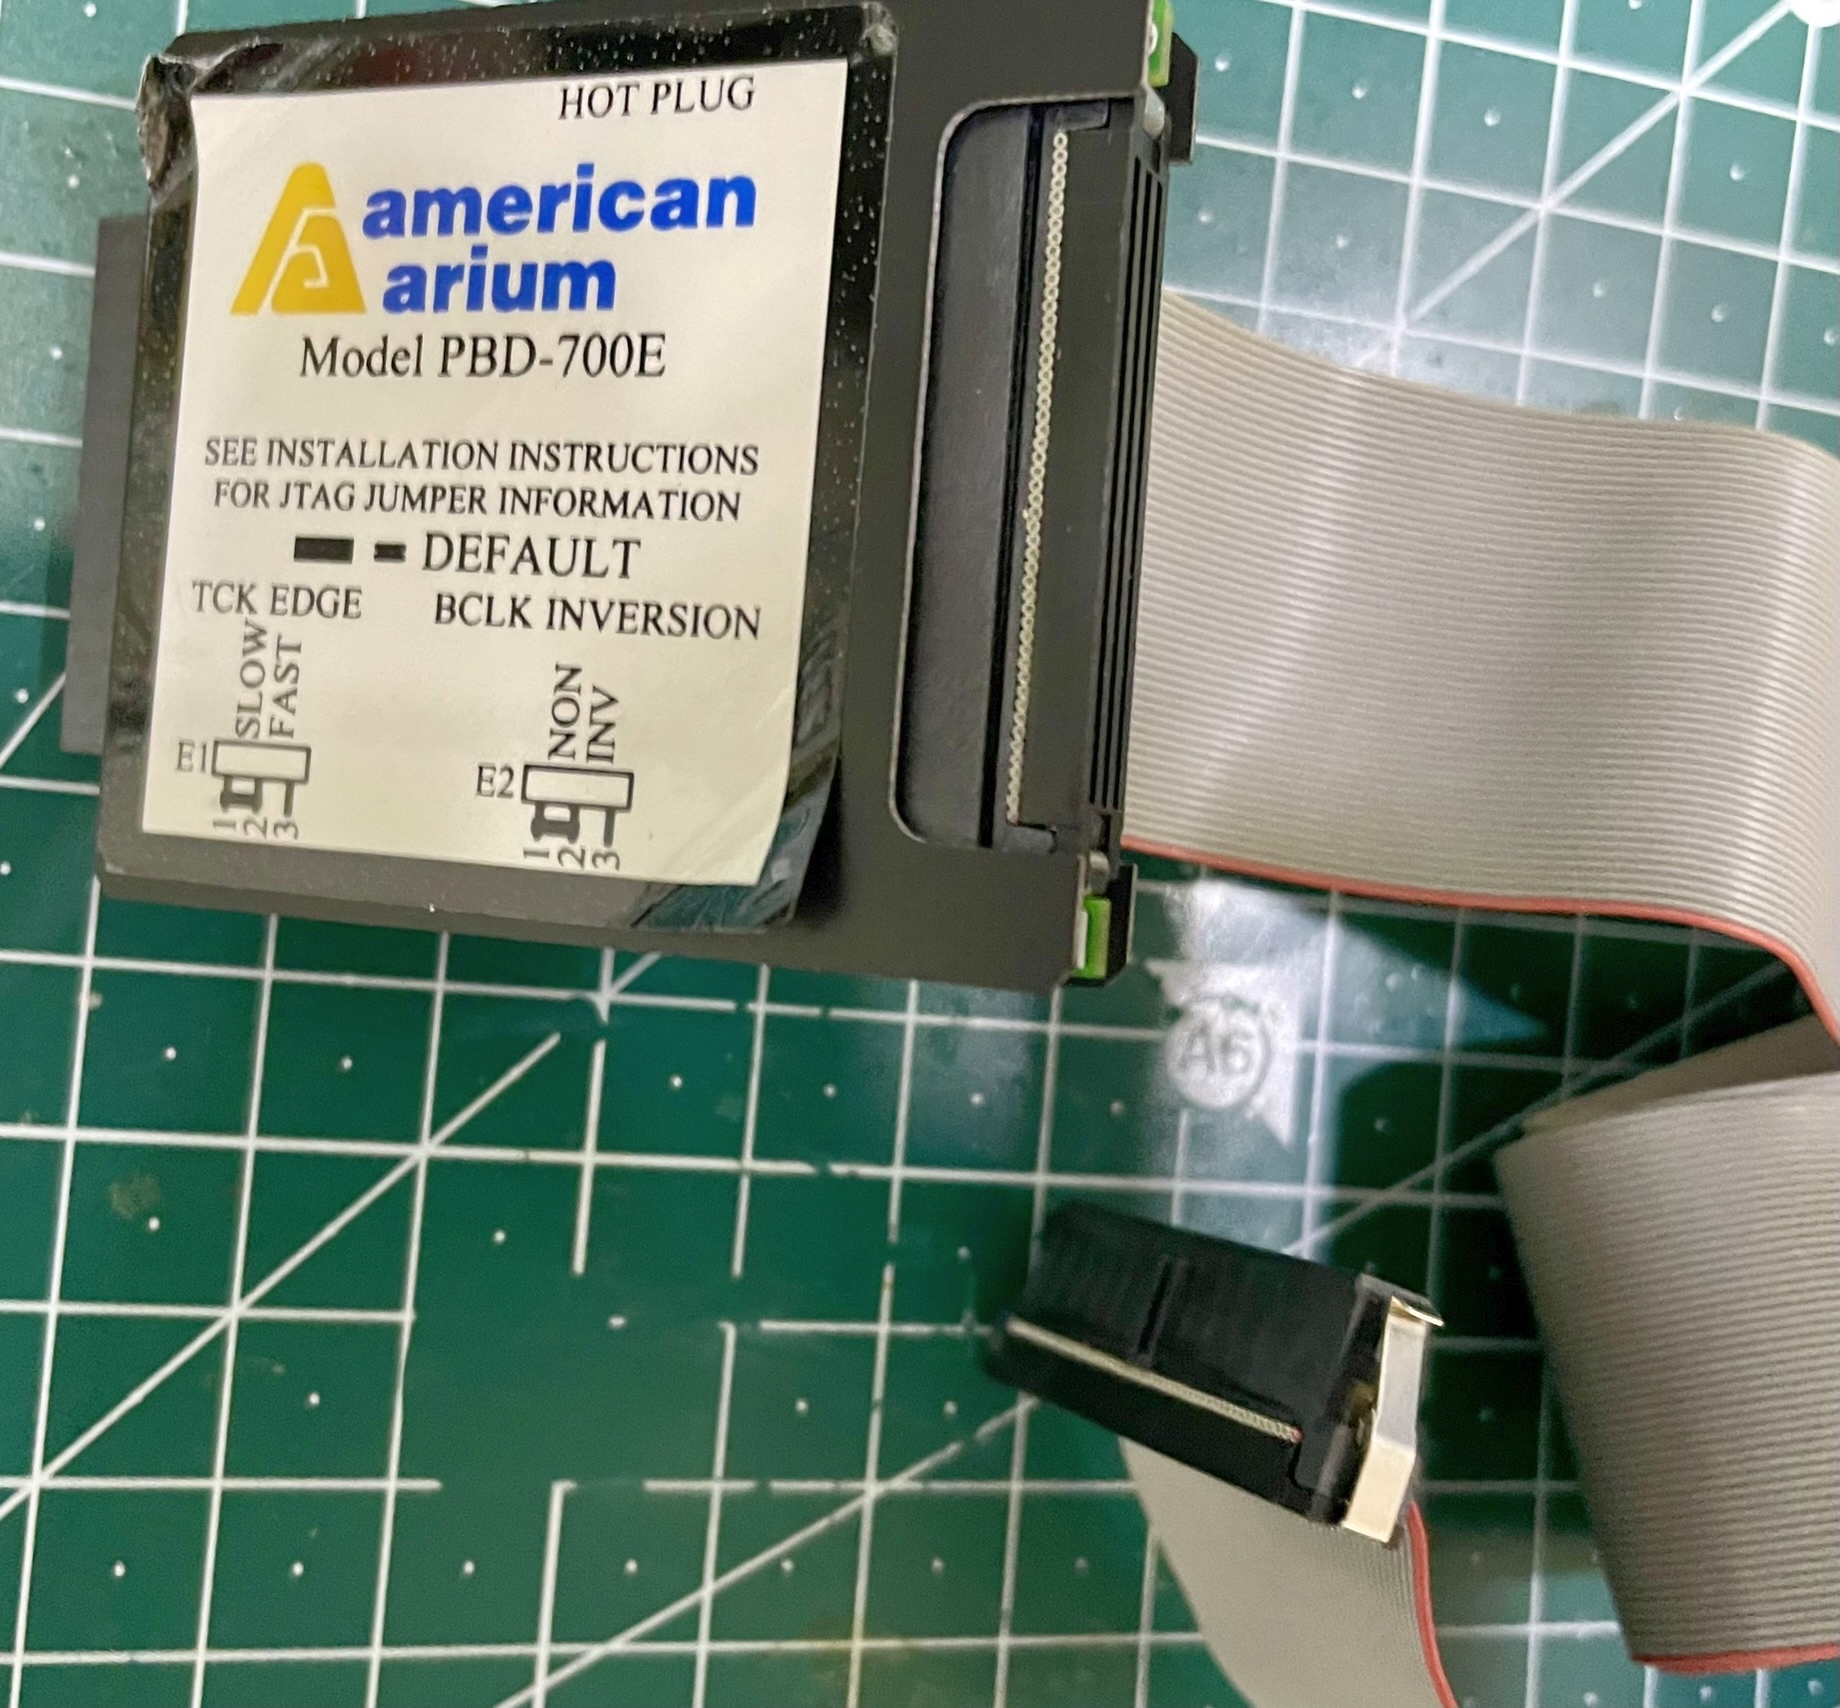 HOT PLUG
american
arium
Model PBD-700E
SEE INSTALLATION INSTRUCTIONS
FOR JTAG JUMPER INFORMATION
= DEFAULT
TCK EDGE BCLK INVERSION
SLOW
FAST
NON
INV
E1
E2
1
2
3
1
2
3
A6